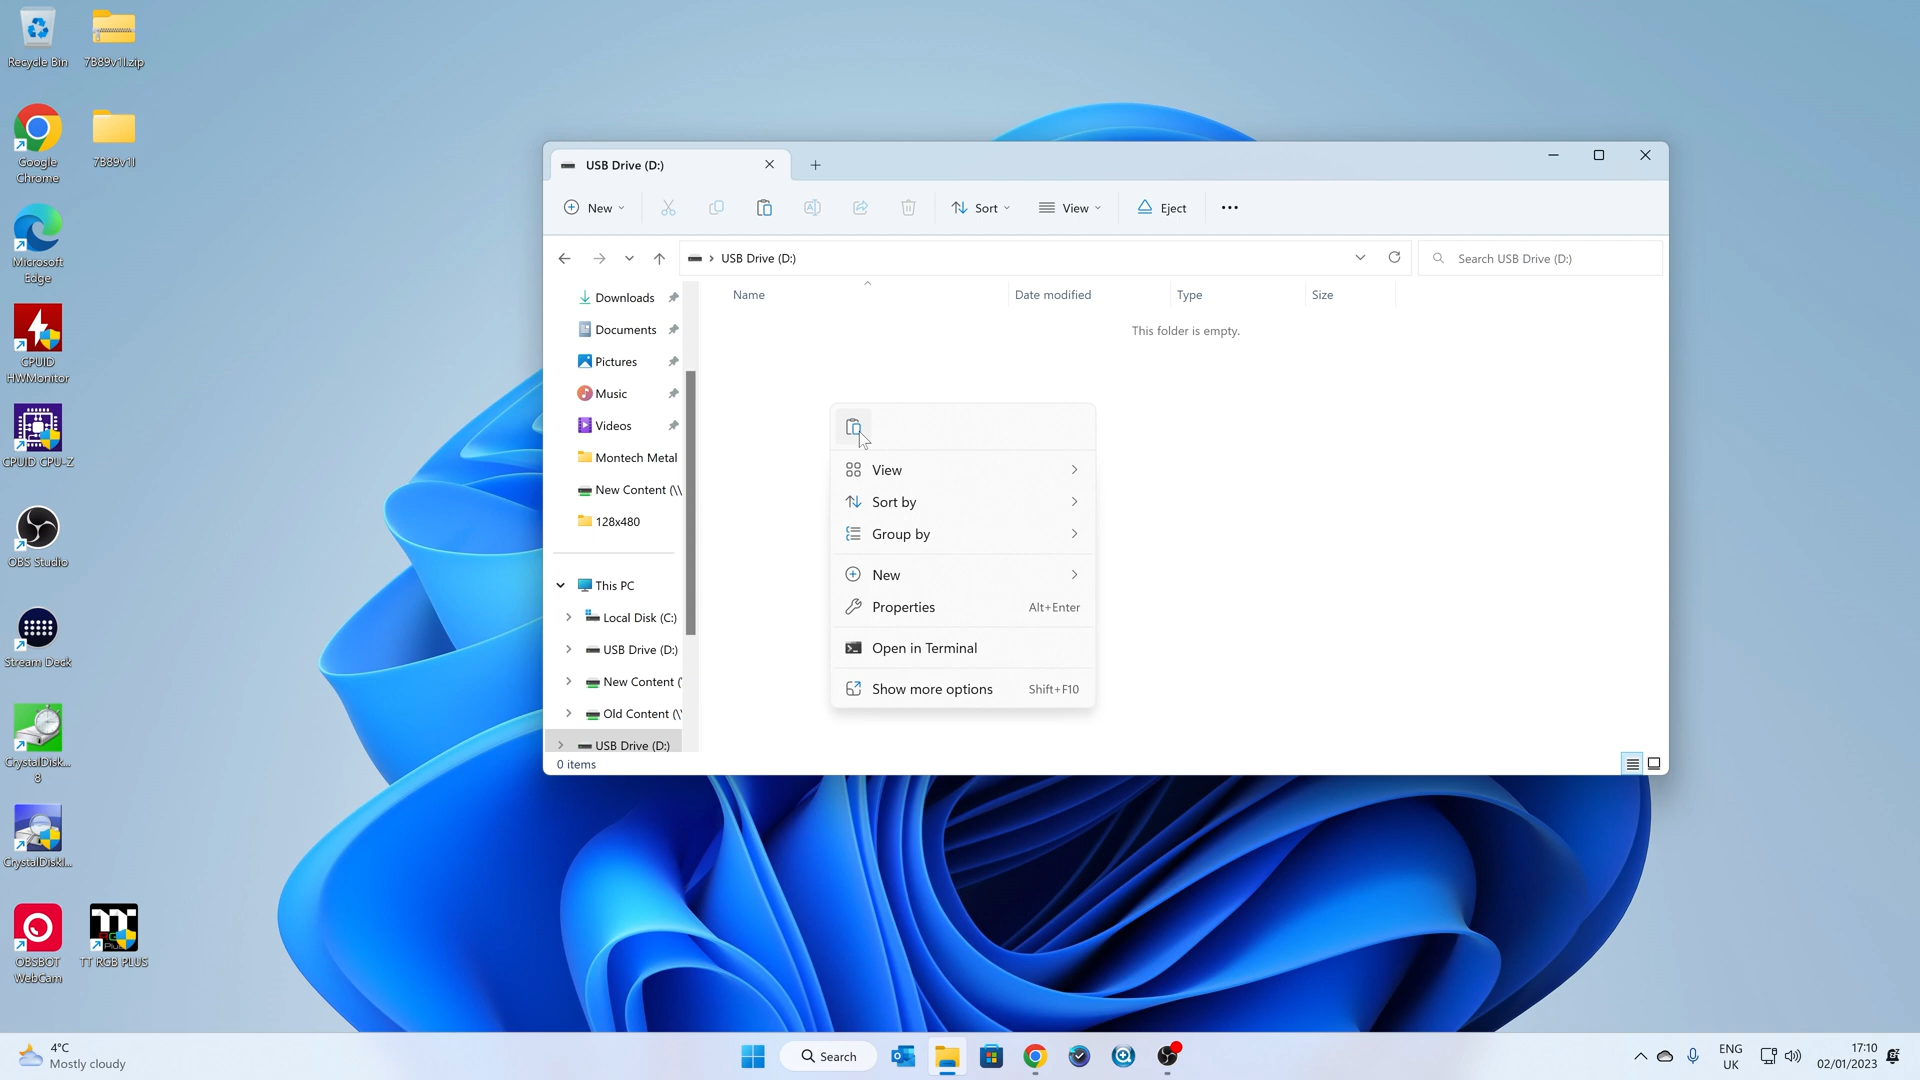 Recycle Bin
7B89v1I.zip
Google
Chrome
7B89v1I
Microsoft
Edge
CPUID
HWMonitor
CPUID CPU-Z
OBS Studio
Stream Deck
CrystalDisk...
8
CrystalDiskI...
OBSBOT
WebCam
TT RGB PLUS
USB Drive (D:)
New
Sort
View
Eject
USB Drive (D:)
Search USB Drive (D:)
Downloads
Documents
Pictures
Music
Videos
Montech Metal
New Content (\\
128x480
This PC
Local Disk (C:)
USB Drive (D:)
New Content (\
Old Content (\\
USB Drive (D:)
0 items
Name
Date modified
Type
Size
This folder is empty.
View
Sort by
Group by
New
Properties Alt+Enter
Open in Terminal
Show more options Shift+F10
4°C
Mostly cloudy
Search
ENG
UK
17:10
02/01/2023